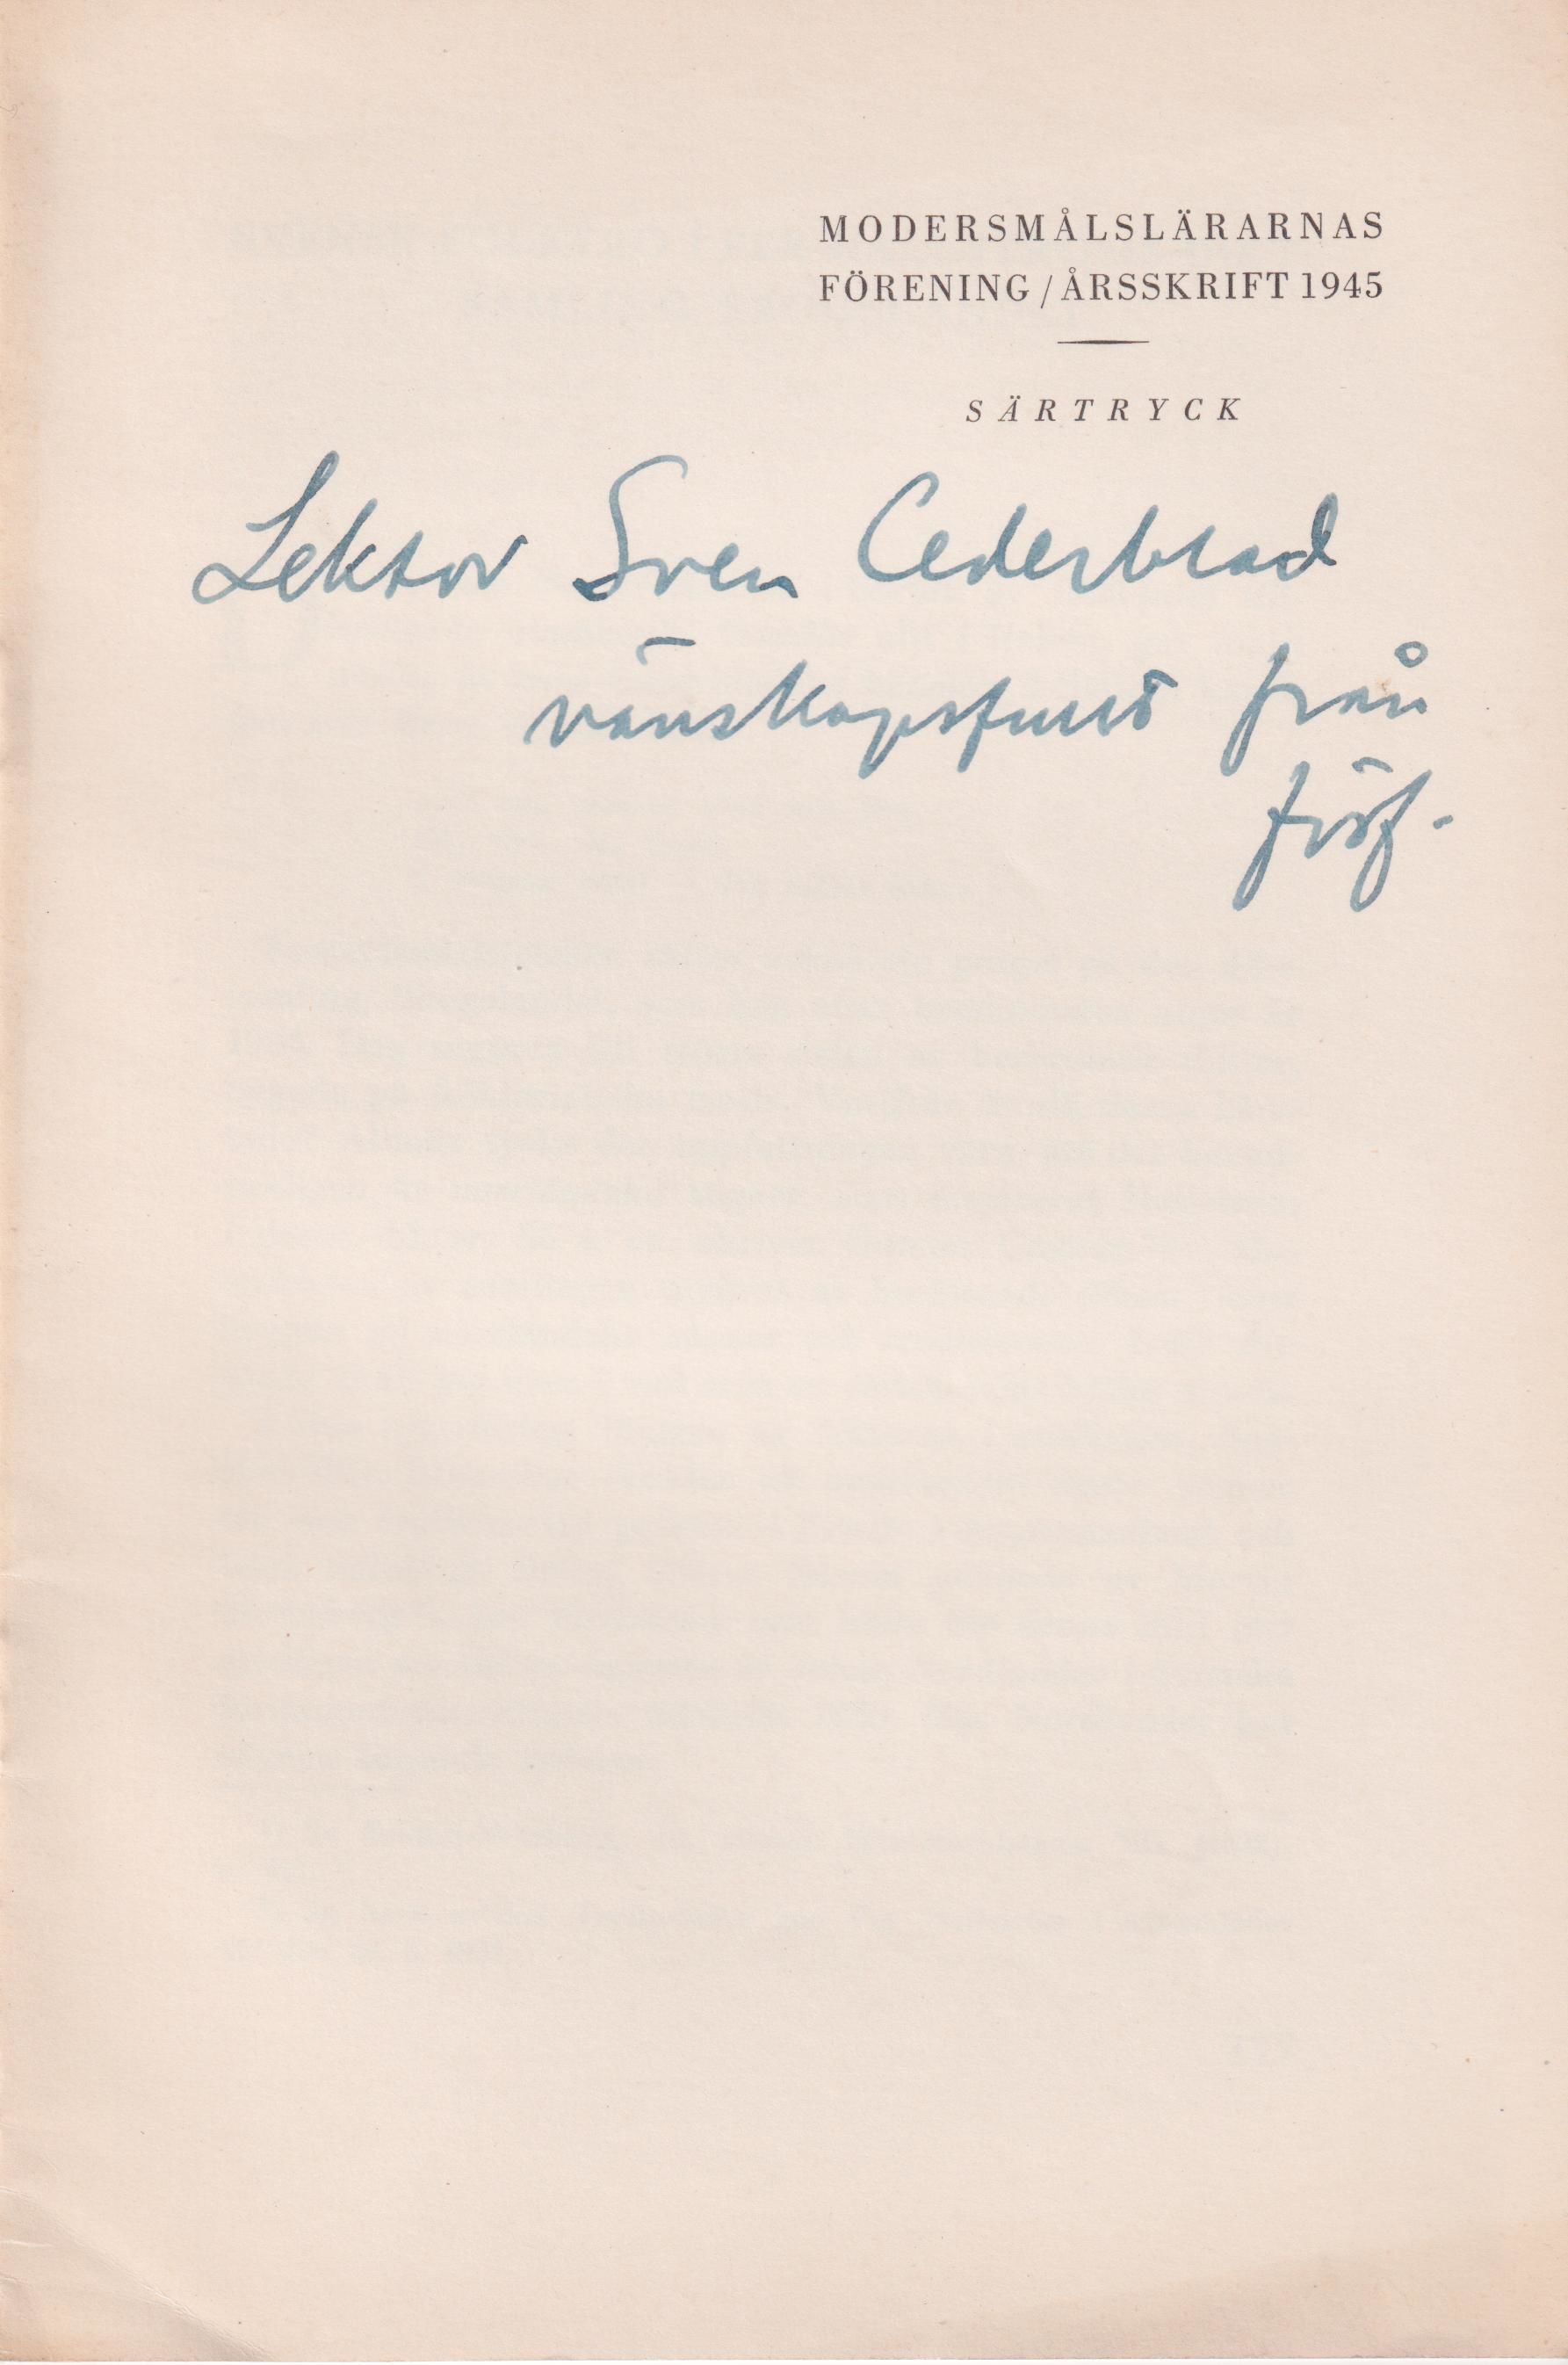 MODERSMÅLSLÄRARNAS
FÖRENING / ÅRSSKRIFT 1945
SÄRTRYCK
Lektor Sven Cederblad
vänskapsfullt från
förf.